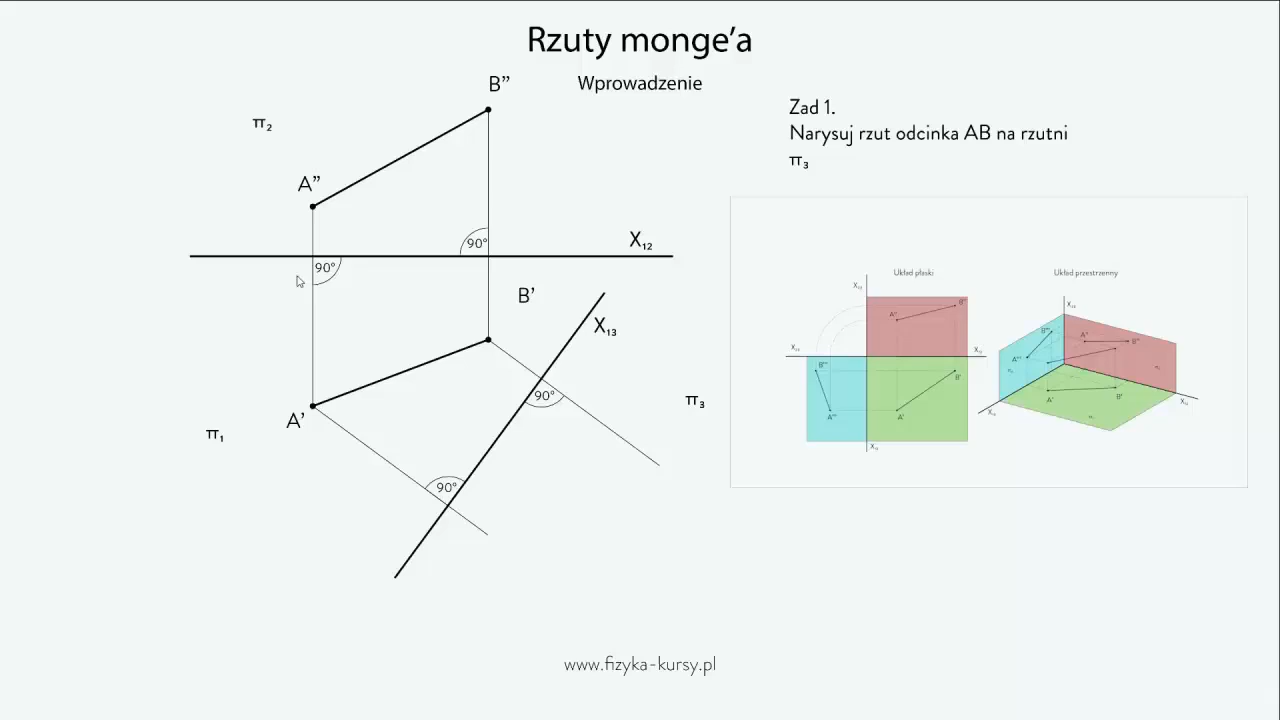 Rzuty monge’a
Wprowadzenie
B”
π₂
A”
Zad 1.
Narysuj rzut odcinka AB na rzutni
π₃
X₁₂
90°
90°
B’
X₁₃
π₃
90°
A’
π₁
90°
Układ płaski
Układ przestrzenny
A”
B”
B’
A’
A”
B”
A’
B’
www.fizyka-kursy.pl